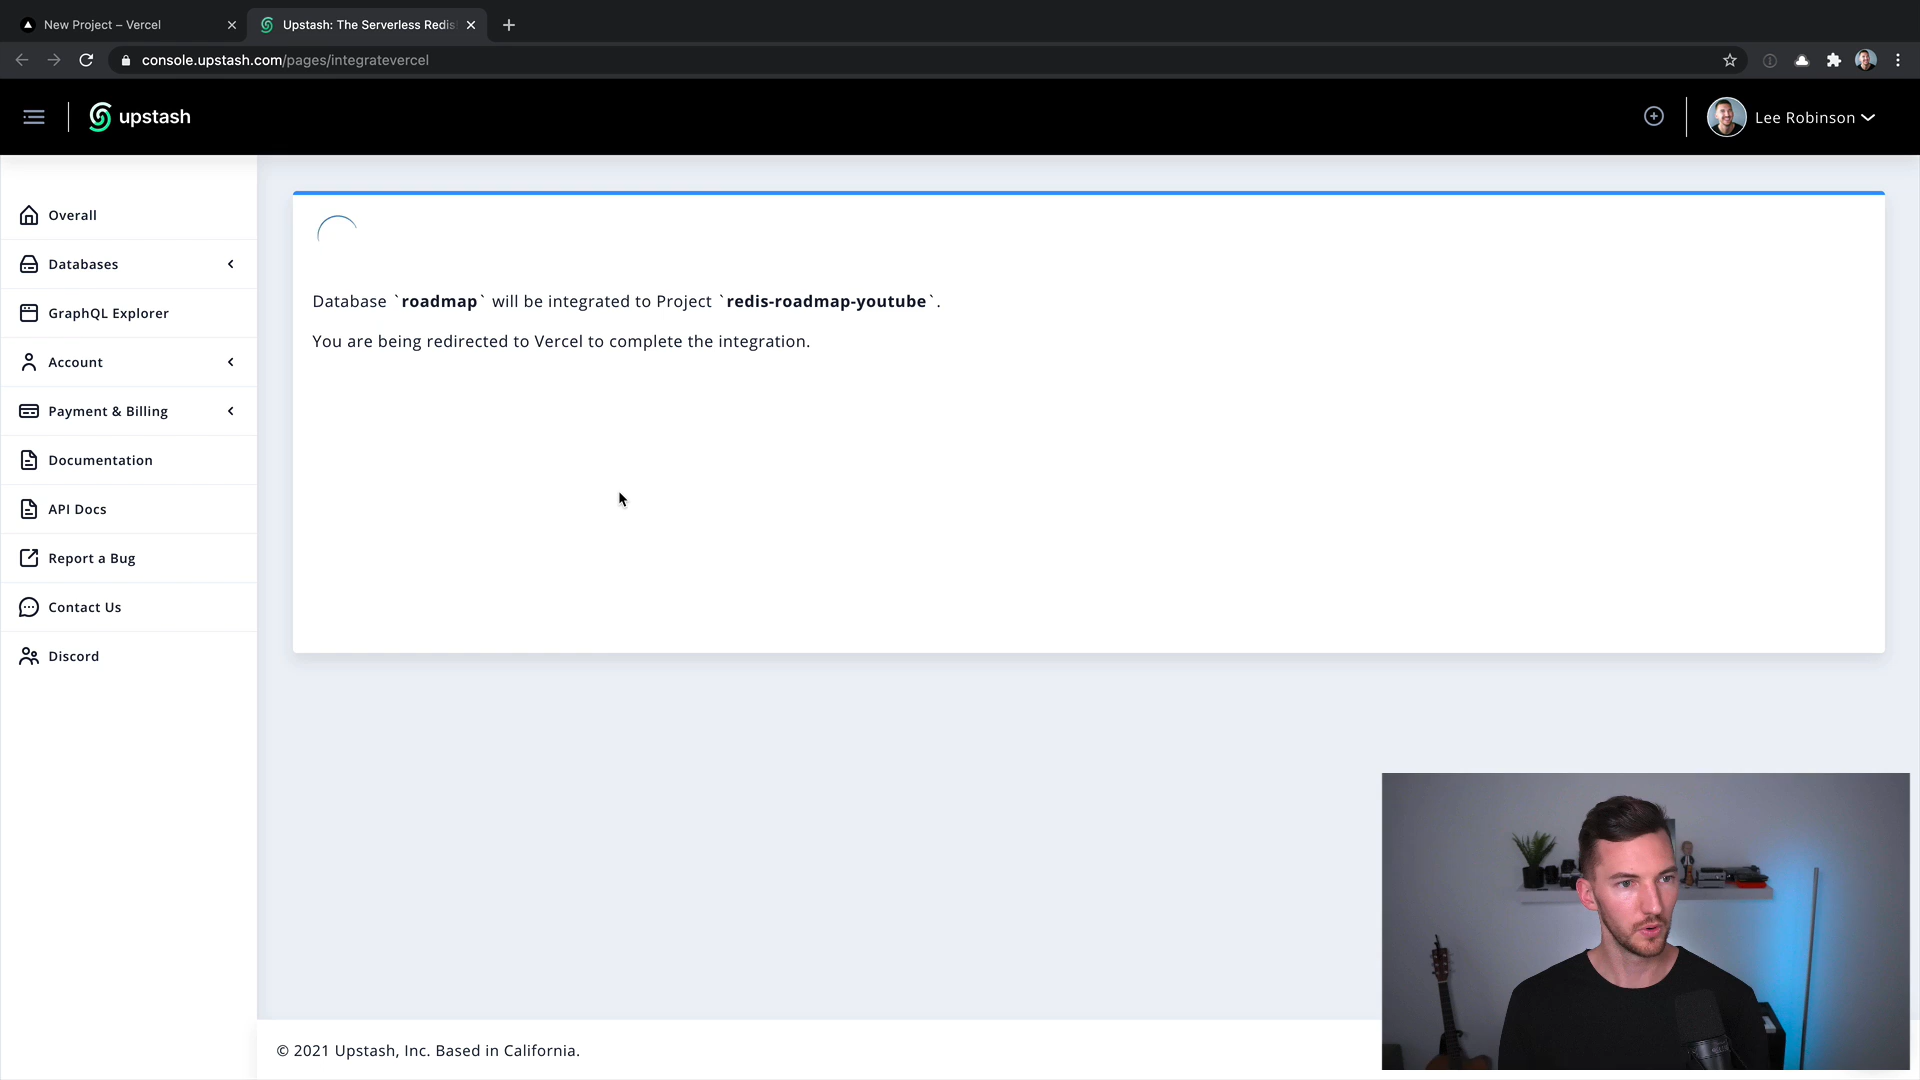 New Project – Vercel
Upstash: The Serverless Redis
console.upstash.com/pages/integratevercel
upstash
Lee Robinson
Overall
Databases
GraphQL Explorer
Account
Payment & Billing
Documentation
API Docs
Report a Bug
Contact Us
Discord
Database `roadmap` will be integrated to Project `redis-roadmap-youtube`.
You are being redirected to Vercel to complete the integration.
© 2021 Upstash, Inc. Based in California.